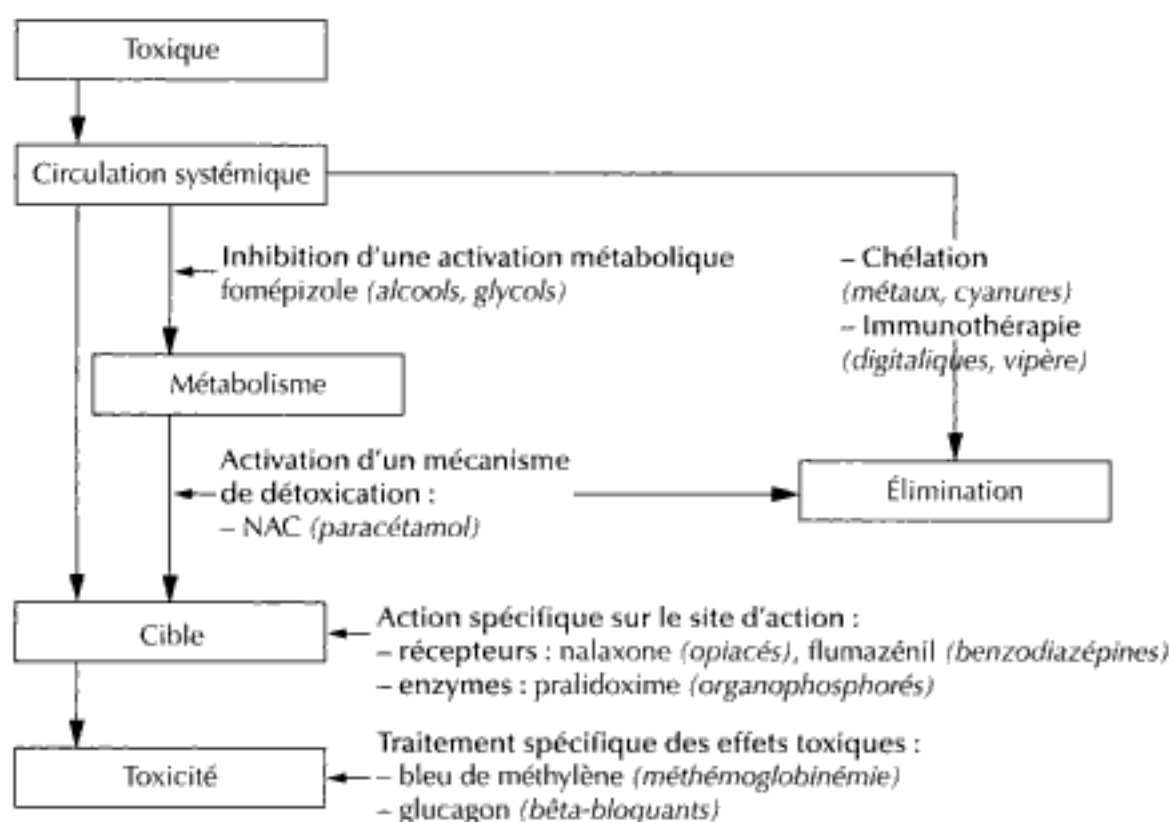 Toxique
Circulation systémique
Inhibition d'une activation métabolique
fomépizole (alcools, glycols)
– Chélation
(métaux, cyanures)
– Immunothérapie
(digitaliques, vipère)
Métabolisme
Activation d'un mécanisme
de détoxication :
– NAC (paracétamol)
Élimination
Cible
Action spécifique sur le site d'action :
– récepteurs : nalaxone (opiacés), flumazénil (benzodiazépines)
– enzymes : pralidoxime (organophosphorés)
Toxicité
Traitement spécifique des effets toxiques :
– bleu de méthylène (méthémoglobinémie)
– glucagon (bêta-bloquants)